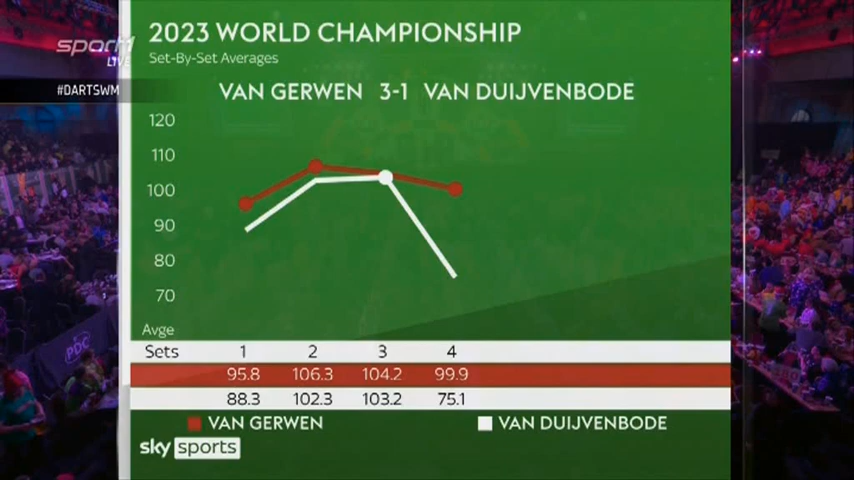 2023 WORLD CHAMPIONSHIP
sport1
LIVE
Set-By-Set Averages
#DARTSWM
VAN GERWEN 3-1 VAN DUIJVENBODE
120
110
100
90
80
70
Avge
Sets 1 2 3 4
95.8 106.3 104.2 99.9
88.3 102.3 103.2 75.1
VAN GERWEN VAN DUIJVENBODE
sky sports
PDC